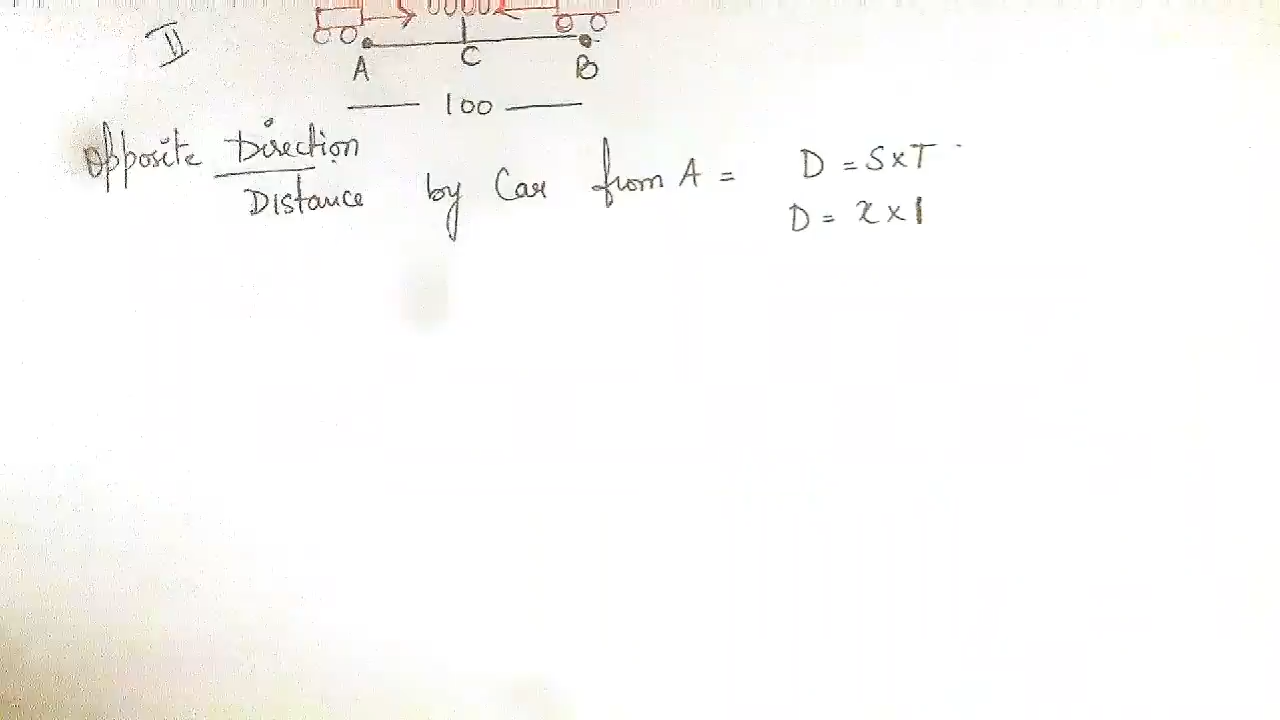 II
A C B
100
Opposite Direction
Distance by Car from A = D = S×T
D = x×1